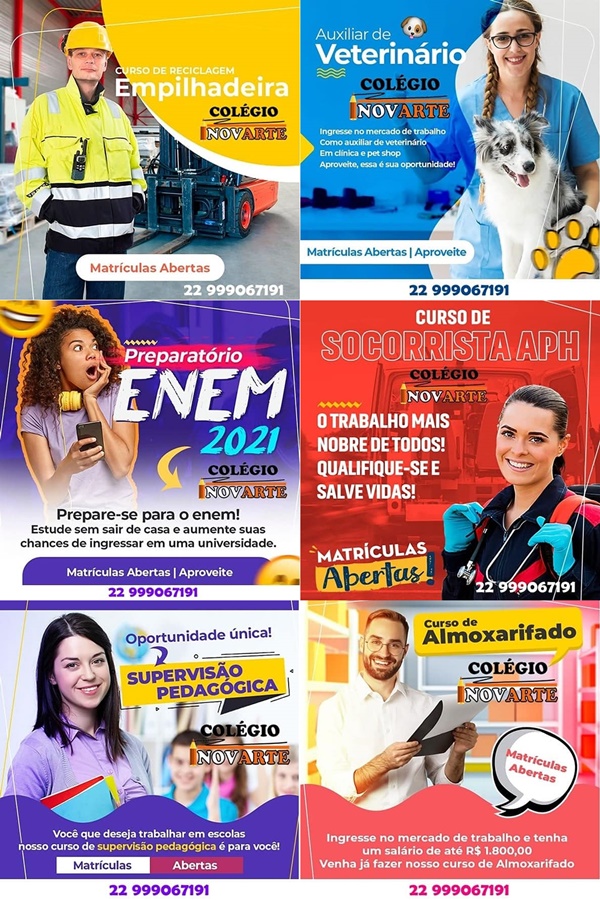 CURSO DE RECICLAGEM
Empilhadeira
COLÉGIO
INOVARTE
Matrículas Abertas
22 999067191
Auxiliar de
Veterinário
COLÉGIO
INOVARTE
Ingresse no mercado de trabalho
Como auxiliar de veterinário
Em clínica e pet shop
Aproveite, essa é sua oportunidade!
Matrículas Abertas | Aproveite
22 999067191
Preparatório
ENEM
2021
COLÉGIO
INOVARTE
Prepare-se para o enem!
Estude sem sair de casa e aumente suas
chances de ingressar em uma universidade.
Matrículas Abertas | Aproveite
22 999067191
CURSO DE
SOCORRISTA APH
COLÉGIO
INOVARTE
O TRABALHO MAIS
NOBRE DE TODOS!
QUALIFIQUE-SE E
SALVE VIDAS!
MATRÍCULAS
Abertas!
22 999067191
Oportunidade única!
SUPERVISÃO
PEDAGÓGICA
COLÉGIO
INOVARTE
Você que deseja trabalhar em escolas
nosso curso de supervisão pedagógica é para você!
Matrículas Abertas
22 999067191
Curso de
Almoxarifado
COLÉGIO
INOVARTE
Matrículas
Abertas
Ingresse no mercado de trabalho e tenha
um salário de até R$ 1.800,00
Venha já fazer nosso curso de Almoxarifado
22 999067191